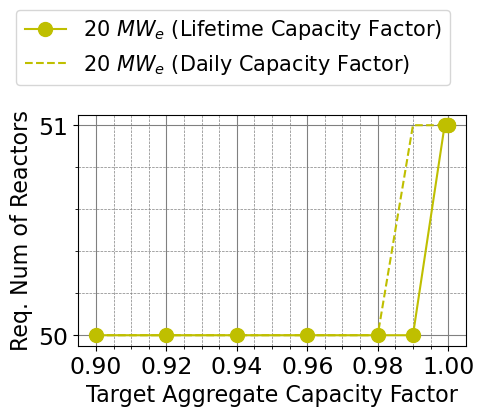 20 MWe (Lifetime Capacity Factor)
20 MWe (Daily Capacity Factor)
51
50
Req. Num of Reactors
0.90 0.92 0.94 0.96 0.98 1.00
Target Aggregate Capacity Factor